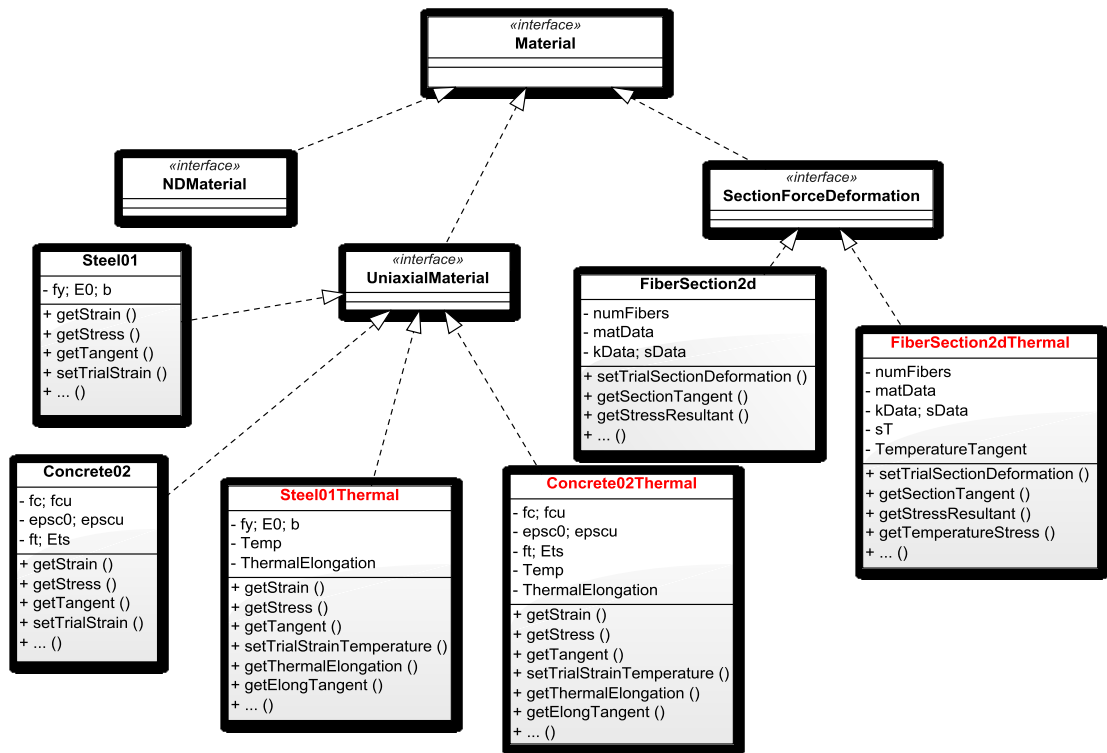 «interface»
Material
«interface»
NDMaterial
«interface»
SectionForceDeformation
Steel01
- fy; E0; b
+ getStrain ()
+ getStress ()
+ getTangent ()
+ setTrialStrain ()
+ ... ()
«interface»
UniaxialMaterial
FiberSection2d
- numFibers
- matData
- kData; sData
+ setTrialSectionDeformation ()
+ getSectionTangent ()
+ getStressResultant ()
+ ... ()
FiberSection2dThermal
- numFibers
- matData
- kData; sData
- sT
- TemperatureTangent
+ setTrialSectionDeformation ()
+ getSectionTangent ()
+ getStressResultant ()
+ getTemperatureStress ()
+ ... ()
Concrete02
- fc; fcu
- epsc0; epscu
- ft; Ets
+ getStrain ()
+ getStress ()
+ getTangent ()
+ setTrialStrain ()
+ ... ()
Steel01Thermal
- fy; E0; b
- Temp
- ThermalElongation
+ getStrain ()
+ getStress ()
+ getTangent ()
+ setTrialStrainTemperature ()
+ getThermalElongation ()
+ getElongTangent ()
+ ... ()
Concrete02Thermal
- fc; fcu
- epsc0; epscu
- ft; Ets
- Temp
- ThermalElongation
+ getStrain ()
+ getStress ()
+ getTangent ()
+ setTrialStrainTemperature ()
+ getThermalElongation ()
+ getElongTangent ()
+ ... ()